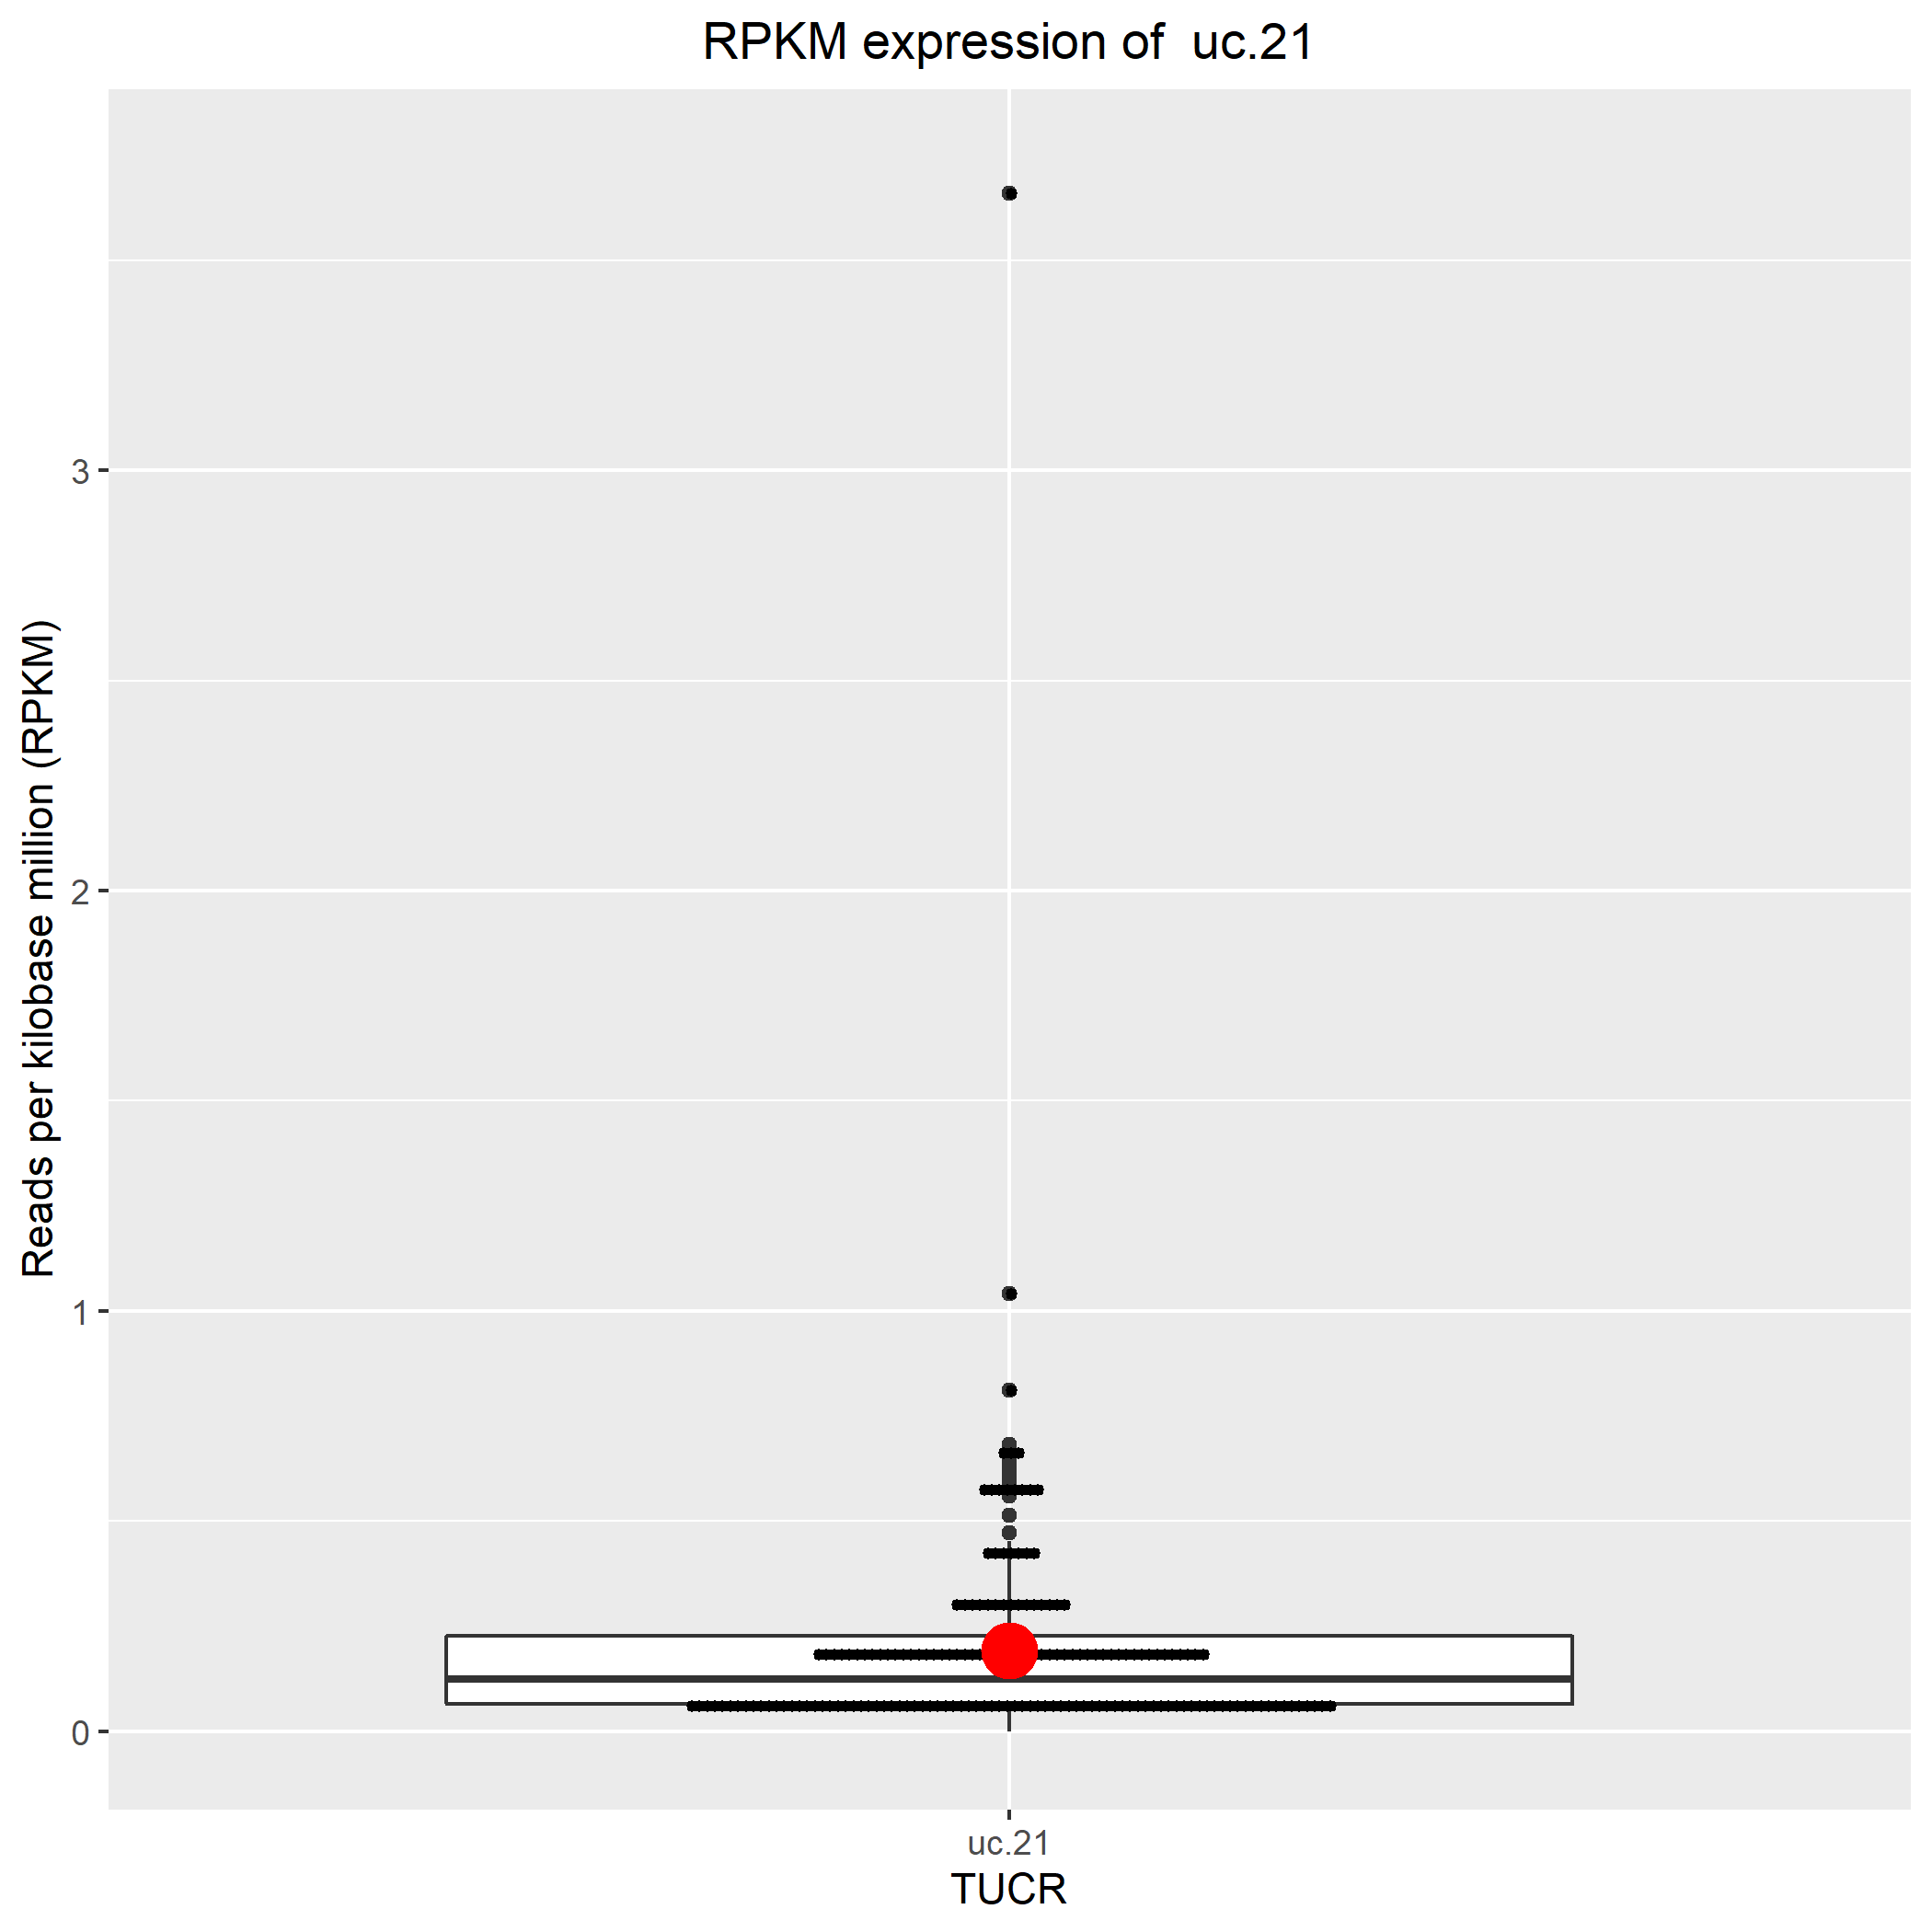 RPKM expression of  uc.21
Reads per kilobase million (RPKM)
3
2
1
0
uc.21
TUCR